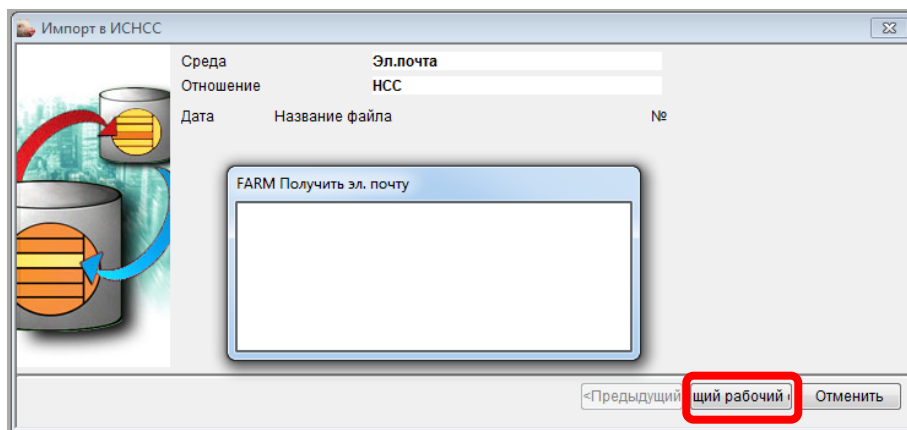 Импорт в ИСНСС
Среда Эл.почта
Отношение НСС
Дата Название файла №
FARM Получить эл. почту
<Предыдущий щий рабочий Отменить